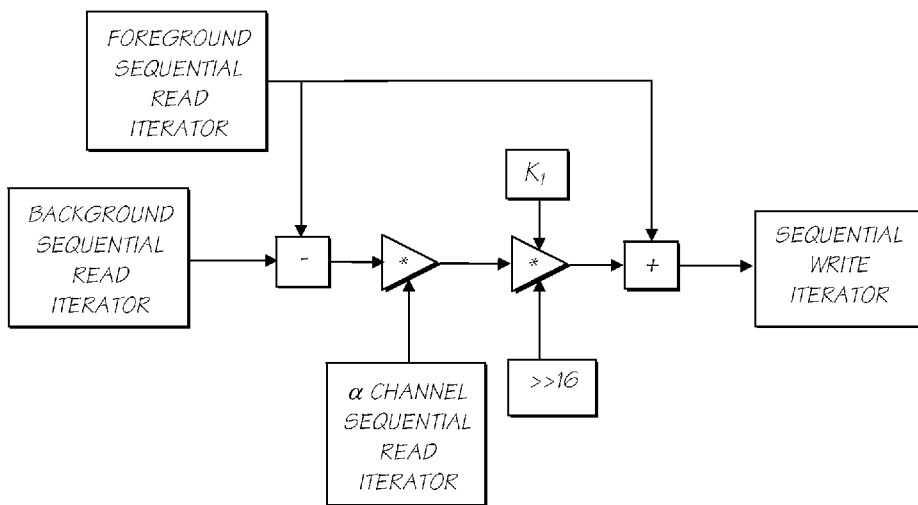 FOREGROUND
SEQUENTIAL
READ
ITERATOR
K1
BACKGROUND
SEQUENTIAL
READ
ITERATOR
-
*
*
+
SEQUENTIAL
WRITE
ITERATOR
α CHANNEL
SEQUENTIAL
READ
ITERATOR
>>16